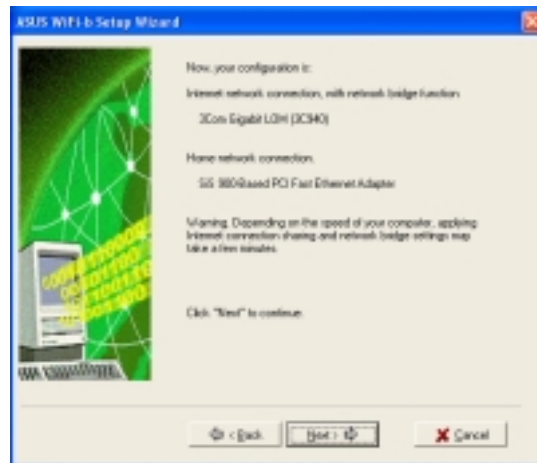 ASUS WiFi-b Setup Wizard
Now, your configuration is:
Internet network connection, with network bridge function
3Com Gigabit LOM (3C940)
Home network connection.
SiS 900-Based PCI Fast Ethernet Adapter
Warning: Depending on the speed of your computer, applying
Internet connection sharing and network bridge settings may
take a few minutes.
Click "Next" to continue.
< Back
Next >
Cancel